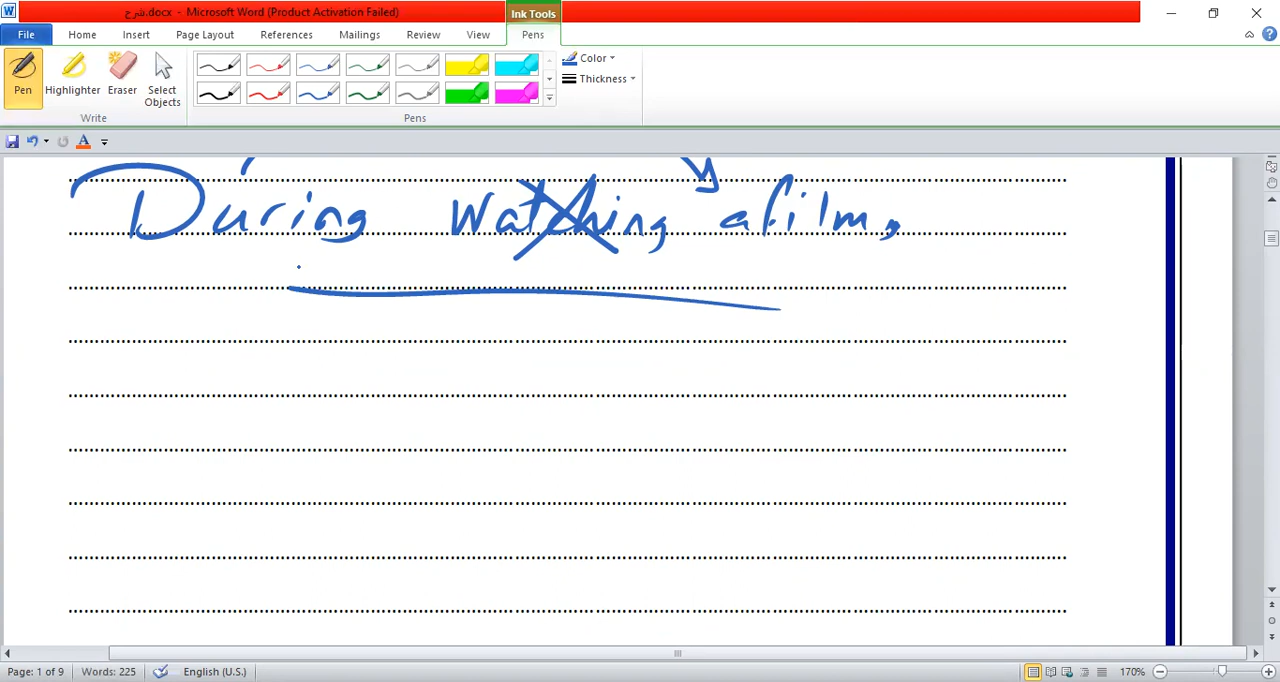 شرح.docx - Microsoft Word (Product Activation Failed)
Ink Tools
File Home Insert Page Layout References Mailings Review View Pens
Pen Highlighter Eraser Select Objects
Color
Thickness
Write Pens
During Watching a film,
Page: 1 of 9 Words: 225 English (U.S.) 170%